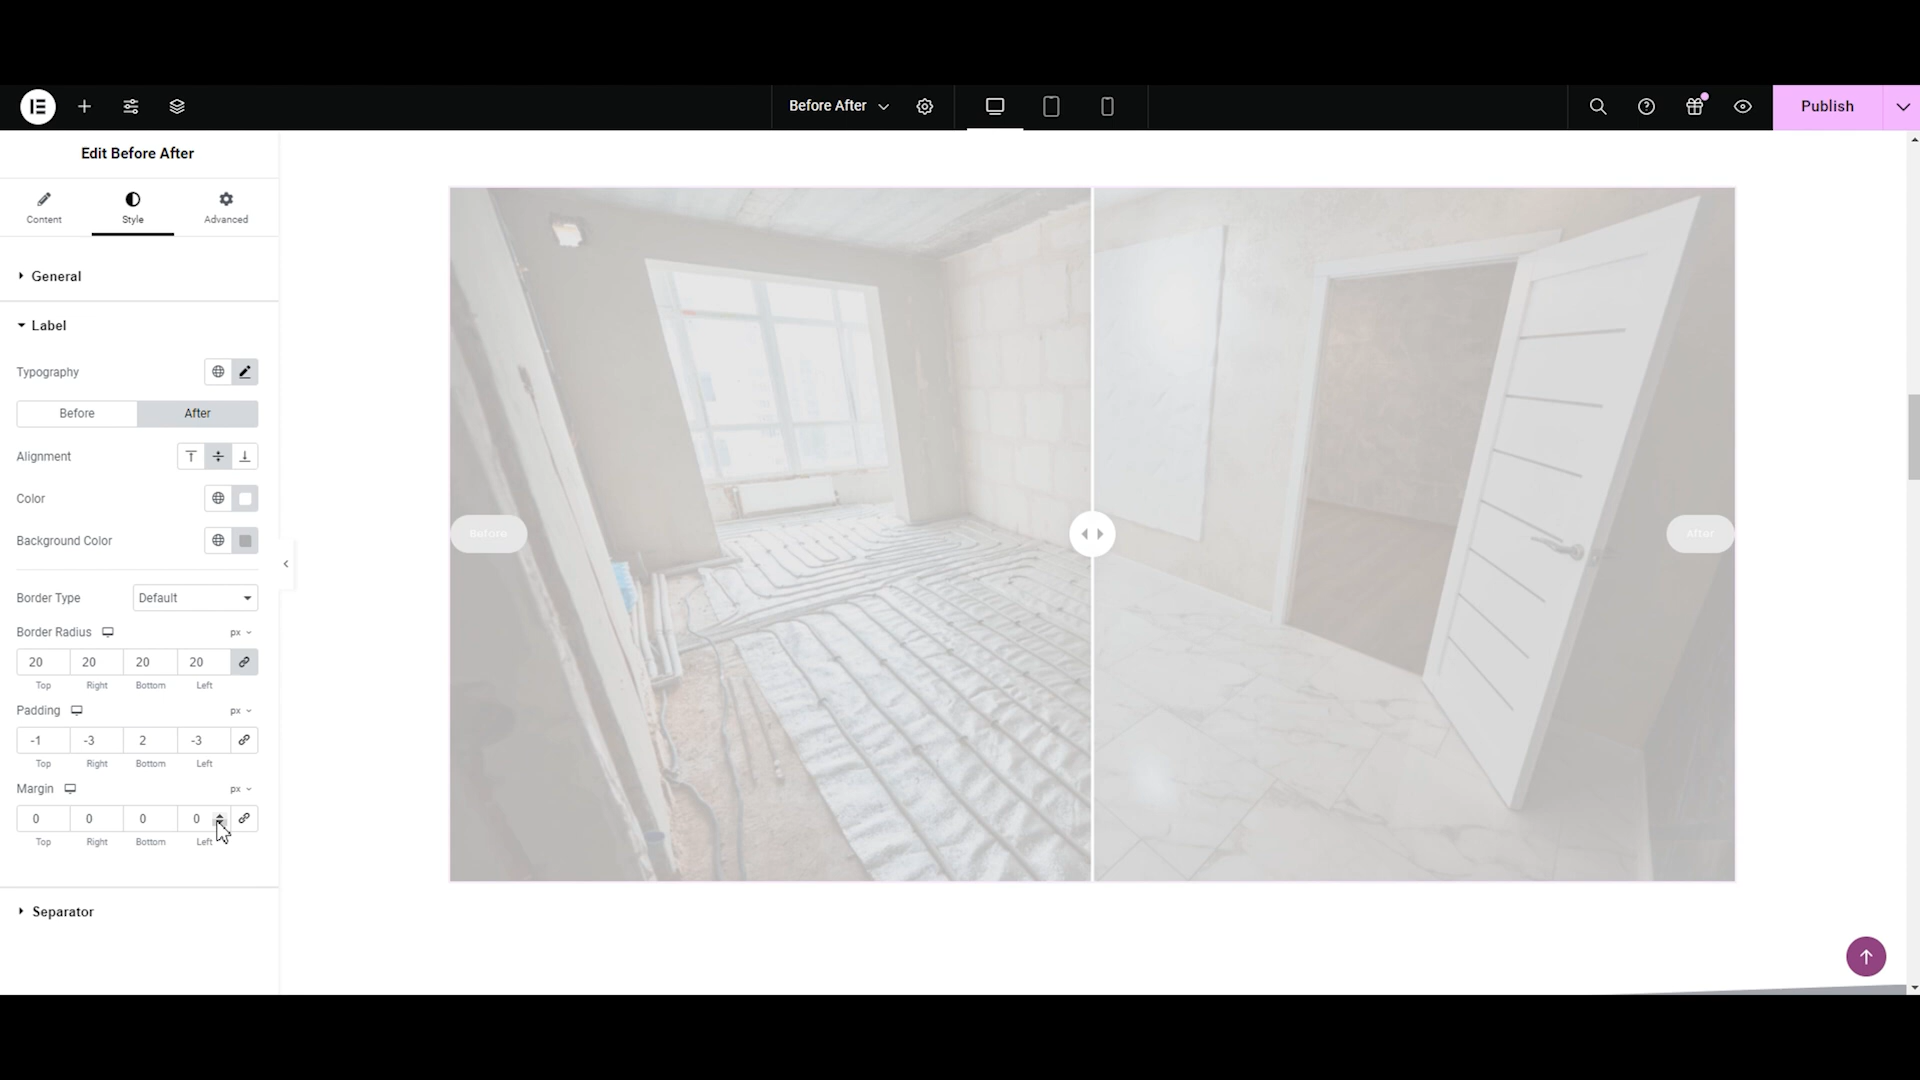 Before After
Publish
Edit Before After
Content
Style
Advanced
General
Label
Typography
Before
After
Alignment
Color
Background Color
Border Type
Default
Border Radius
px
20
20
20
20
Top
Right
Bottom
Left
Padding
px
-1
-3
2
-3
Top
Right
Bottom
Left
Margin
px
0
0
0
0
Top
Right
Bottom
Left
Separator
Before
After